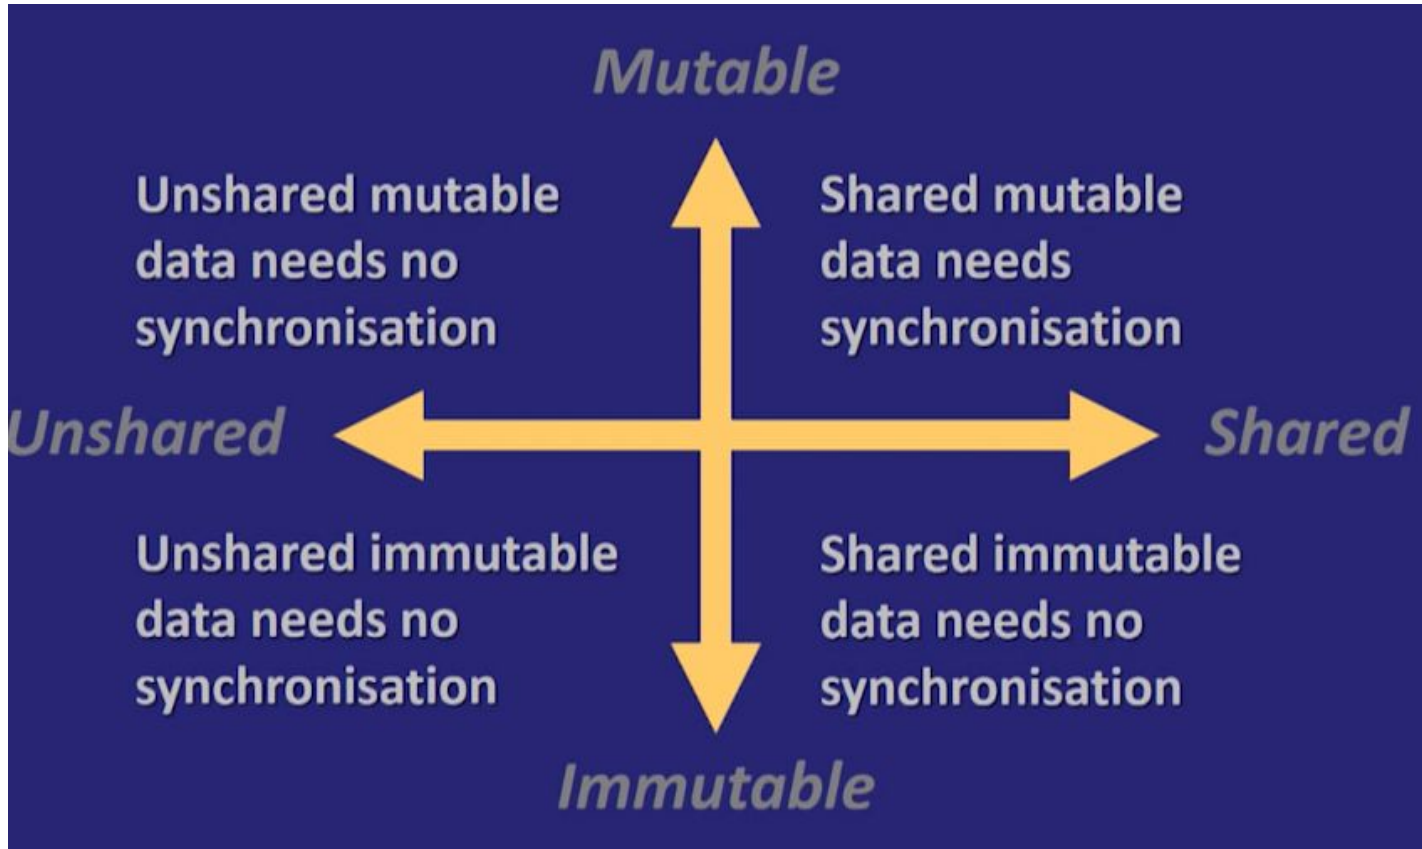 Mutable
Unshared mutable
data needs no
synchronisation
Shared mutable
data needs
synchronisation
Unshared
Shared
Unshared immutable
data needs no
synchronisation
Shared immutable
data needs no
synchronisation
Immutable